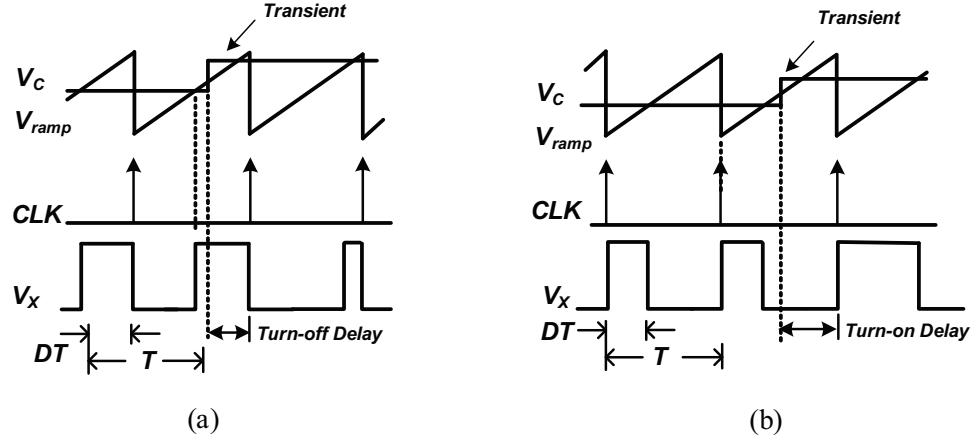 Transient
V_C
V_ramp
CLK
V_X
DT
T
Turn-off Delay
(a)
Transient
V_C
V_ramp
CLK
V_X
DT
T
Turn-on Delay
(b)